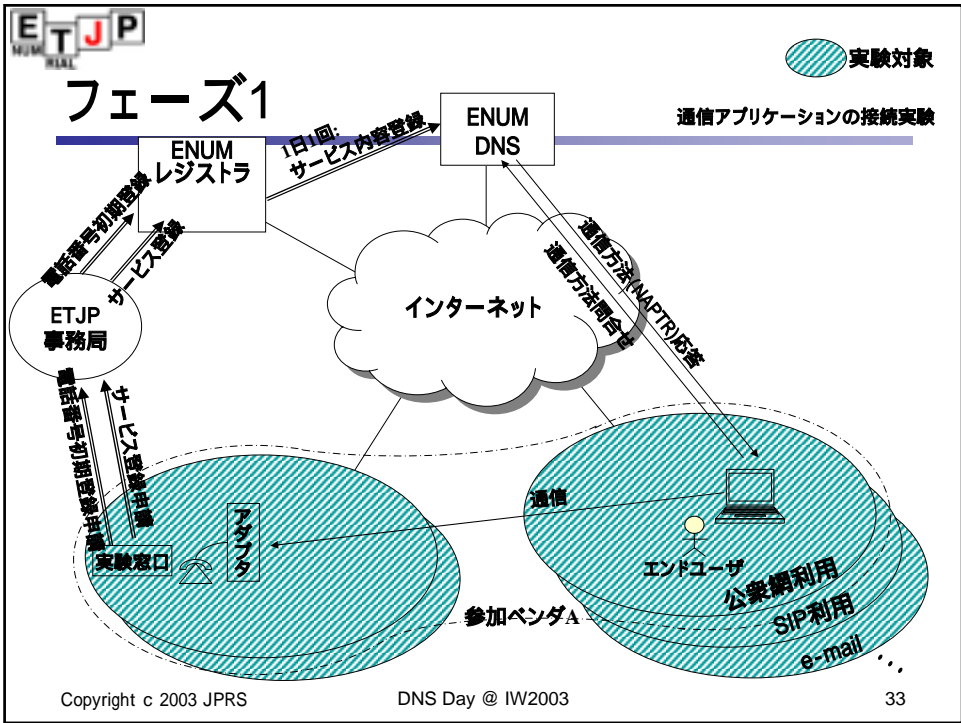 ETJP
NUM
RIAL
実験対象
フェーズ1
通信アプリケーションの接続実験
ENUM
レジストラ
1日1回:
サービス内容登録
ENUM
DNS
電話番号初期登録
サービス登録
インターネット
通信方法(NAPTR)応答
通信方法問合せ
ETJP
事務局
電話番号初期登録申請
サービス登録申請
実験窓口
アダプタ
通信
エンドユーザ
公衆網利用
SIP利用
e-mail
・・・
参加ベンダA
Copyright c 2003 JPRS
DNS Day @ IW2003
33